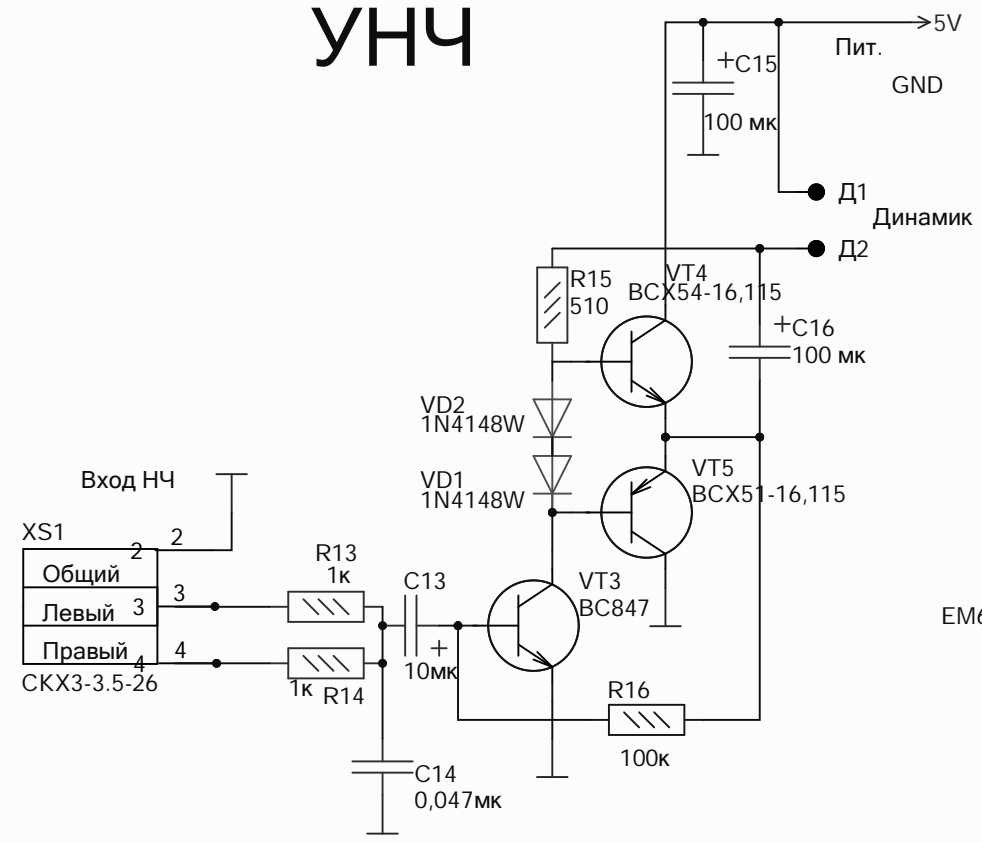 УНЧ
5V
Пит.
GND
+C15
100 мк
Д1
Динамик
Д2
R15
510
VT4
BCX54-16,115
+C16
100 мк
VD2
1N4148W
VD1
1N4148W
VT5
BCX51-16,115
Вход НЧ
XS1
2 2
Общий
Левый 3 3
Правый 4 4
СКХ3-3.5-26
R13
1к
1к R14
C13
+
10мк
VT3
BC847
EM6
R16
100к
C14
0,047мк